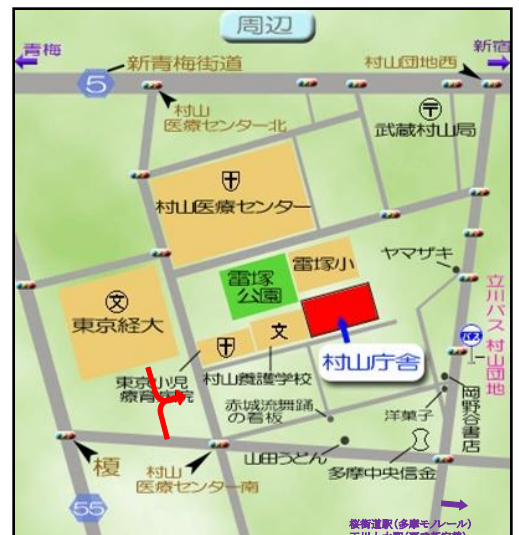 周辺
青梅
新宿
5
新青梅街道
村山団地西
村山
医療センター北
〒
武蔵村山局
村山医療センター
雷塚小
ヤマザキ
雷塚
公園
文
東京経大
立川バス 村山団地
バス
文
村山庁舎
東京小児
療育病院
村山養護学校
岡野谷書店
赤城流舞踊
の看板
洋菓子
榎
村山
医療センター南
山田うどん
多摩中央信金
55
桜街道駅(多摩モノレール)